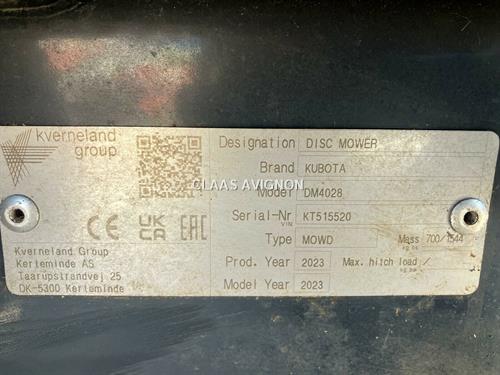 kverneland
group
CE UK CA EAC
Kverneland Group
Kerteminde AS
Taarupstrandvej 25
DK-5300 Kerteminde
Designation DISC MOWER
Brand KUBOTA
Model DM4028
CLAAS AVIGNON
Serial-Nr KT515520
VIN
Type MOWD Mass 700/1544
kg lbs
Prod. Year 2023 Max. hitch load /
Model Year 2023